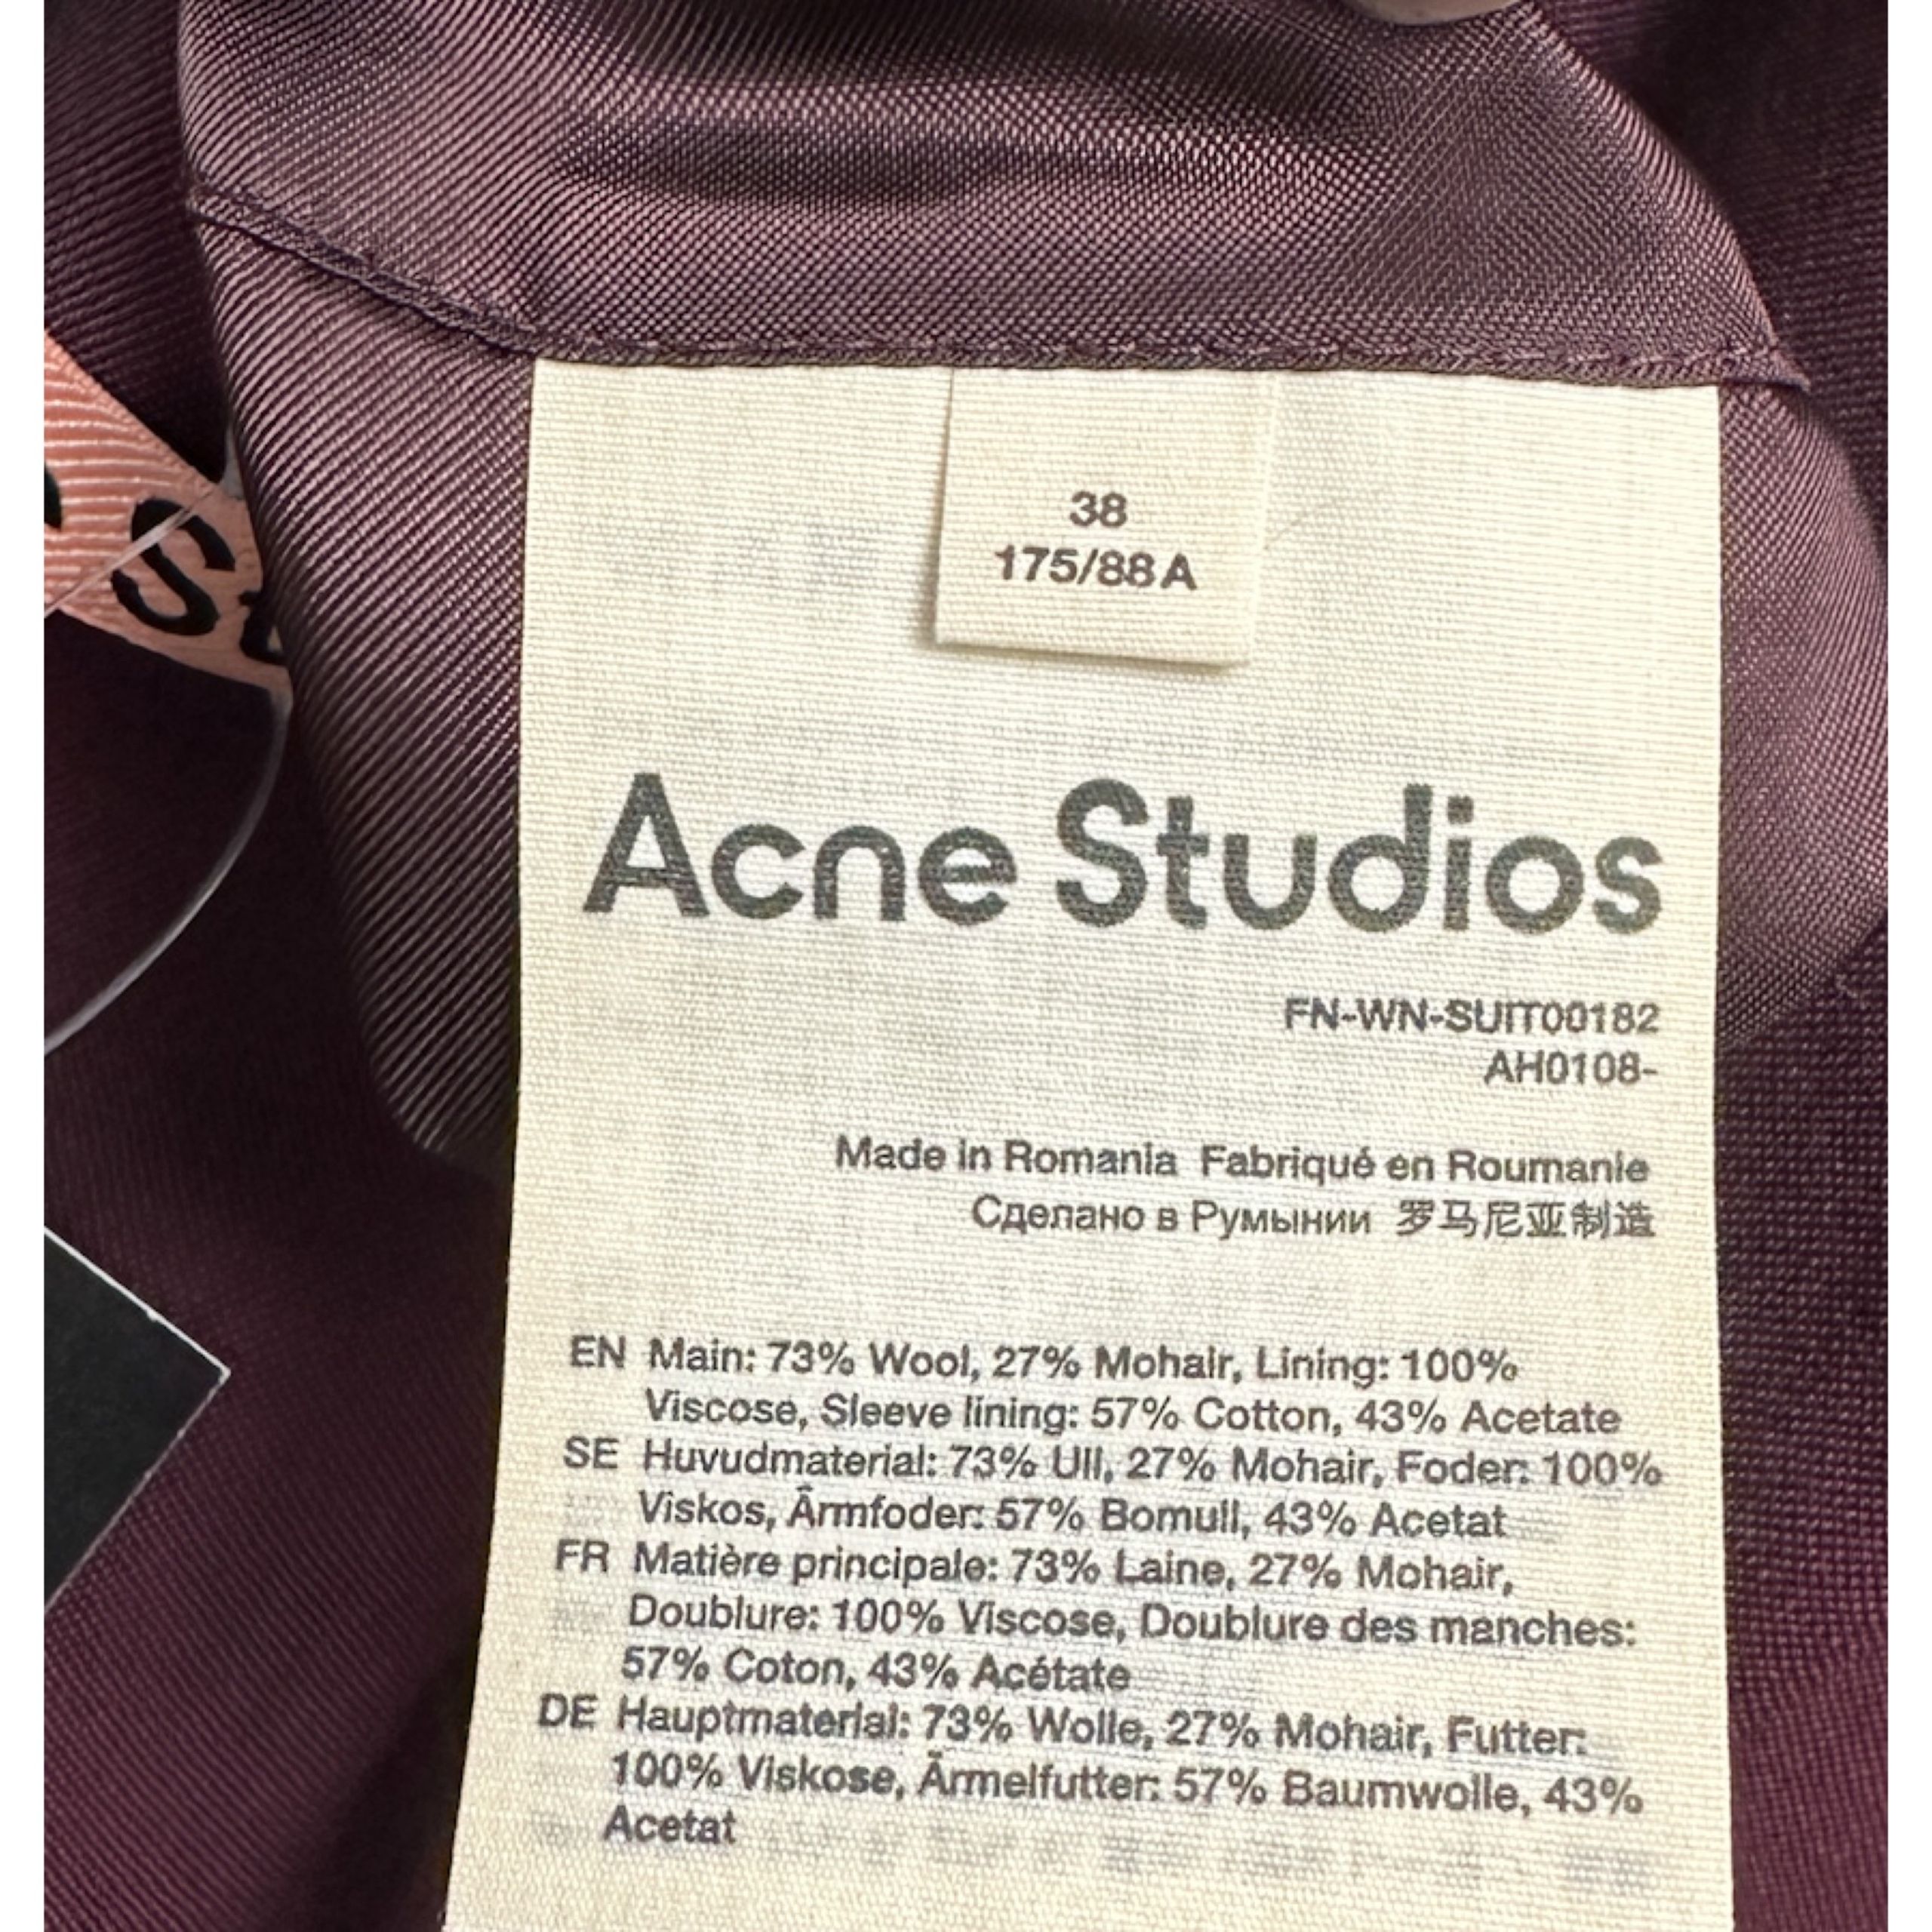 38
175/88A
Acne Studios
FN-WN-SUIT00182
AH0108-
Made in Romania Fabriqué en Roumanie
Сделано в Румынии 罗马尼亚制造
EN Main: 73% Wool, 27% Mohair, Lining: 100%
Viscose, Sleeve lining: 57% Cotton, 43% Acetate
SE Huvudmaterial: 73% Ull, 27% Mohair, Foder: 100%
Viskos, Ärmfoder: 57% Bomull, 43% Acetat
FR Matière principale: 73% Laine, 27% Mohair,
Doublure: 100% Viscose, Doublure des manches:
57% Coton, 43% Acétate
DE Hauptmaterial: 73% Wolle, 27% Mohair, Futter:
100% Viskose, Ärmelfutter: 57% Baumwolle, 43%
Acetat